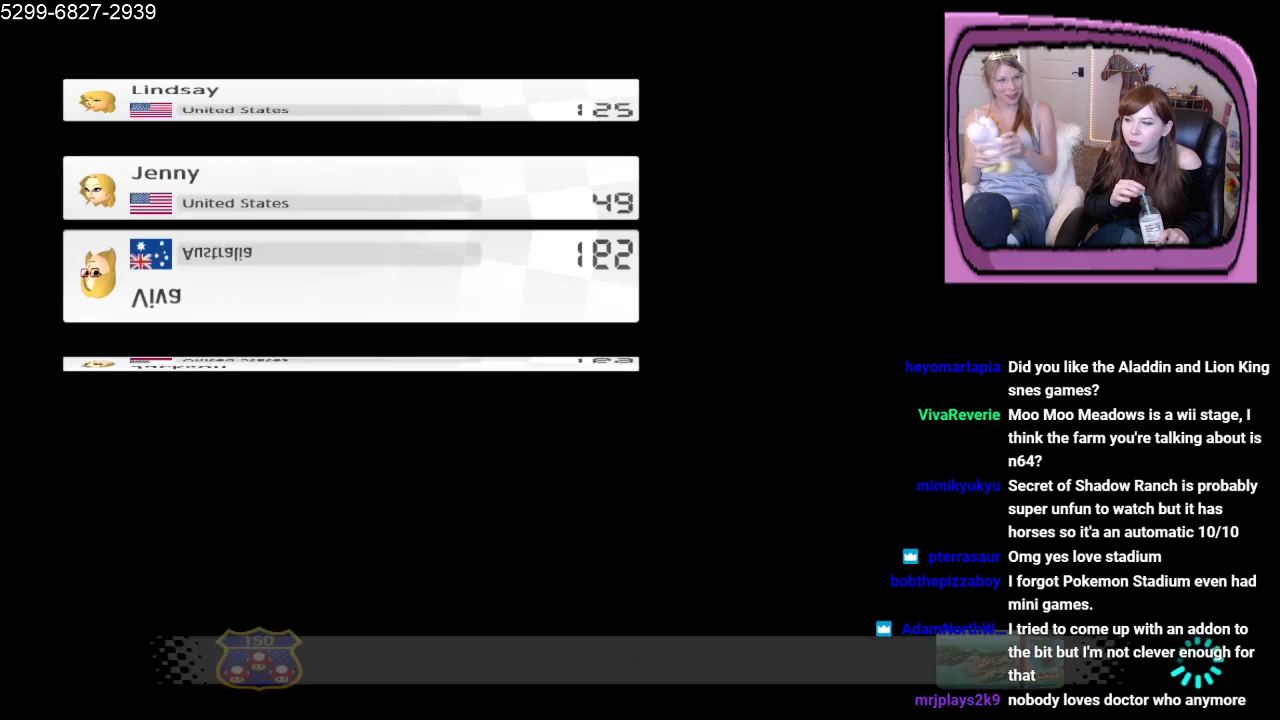 5299-6827-2939
Lindsay
United States
125
Jenny
United States
49
Australia
182
Viva
United States
150
heyomartapia Did you like the Aladdin and Lion King
snes games?
VivaReverie Moo Moo Meadows is a wii stage, I
think the farm you're talking about is
n64?
mimikyukyu Secret of Shadow Ranch is probably
super unfun to watch but it has
horses so it'a an automatic 10/10
pterrasaur Omg yes love stadium
bobthepizzaboy I forgot Pokemon Stadium even had
mini games.
AdamNorthW... I tried to come up with an addon to
the bit but I'm not clever enough for
that
mrjplays2k9 nobody loves doctor who anymore